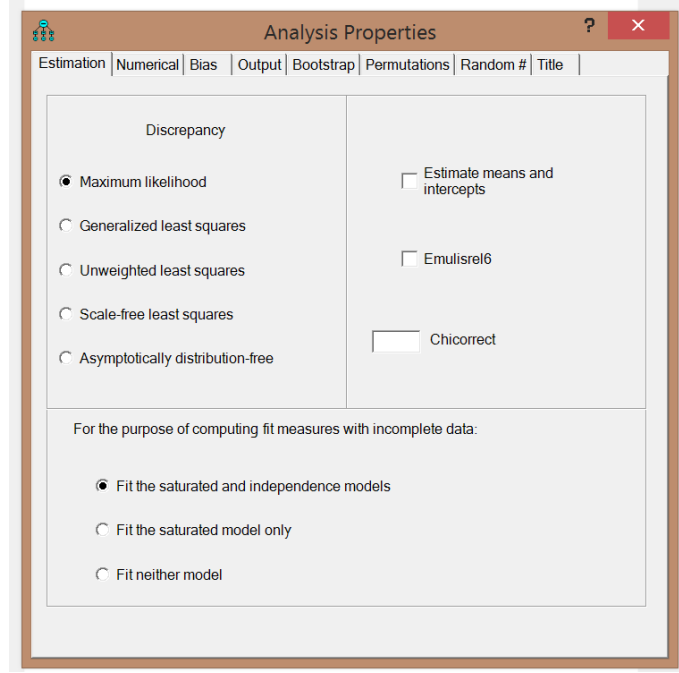 Analysis Properties
?
Estimation Numerical Bias Output Bootstrap Permutations Random # Title
Discrepancy
Maximum likelihood
Generalized least squares
Unweighted least squares
Scale-free least squares
Asymptotically distribution-free
Estimate means and
intercepts
Emulisrel6
Chicorrect
For the purpose of computing fit measures with incomplete data:
Fit the saturated and independence models
Fit the saturated model only
Fit neither model